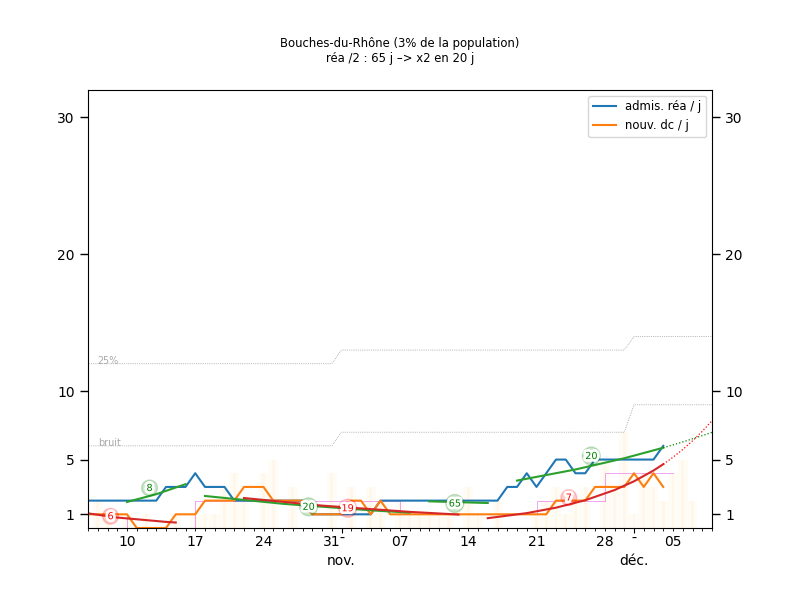 Bouches-du-Rhône (3% de la population)
réa /2 : 65 j –> x2 en 20 j
admis. réa / j
nouv. dc / j
30 30
20 20
10 10
5 5
1 1
25%
bruit
6 8 20 19 65 7 20
10 17 24 31 07 14 21 28 05
nov. déc.